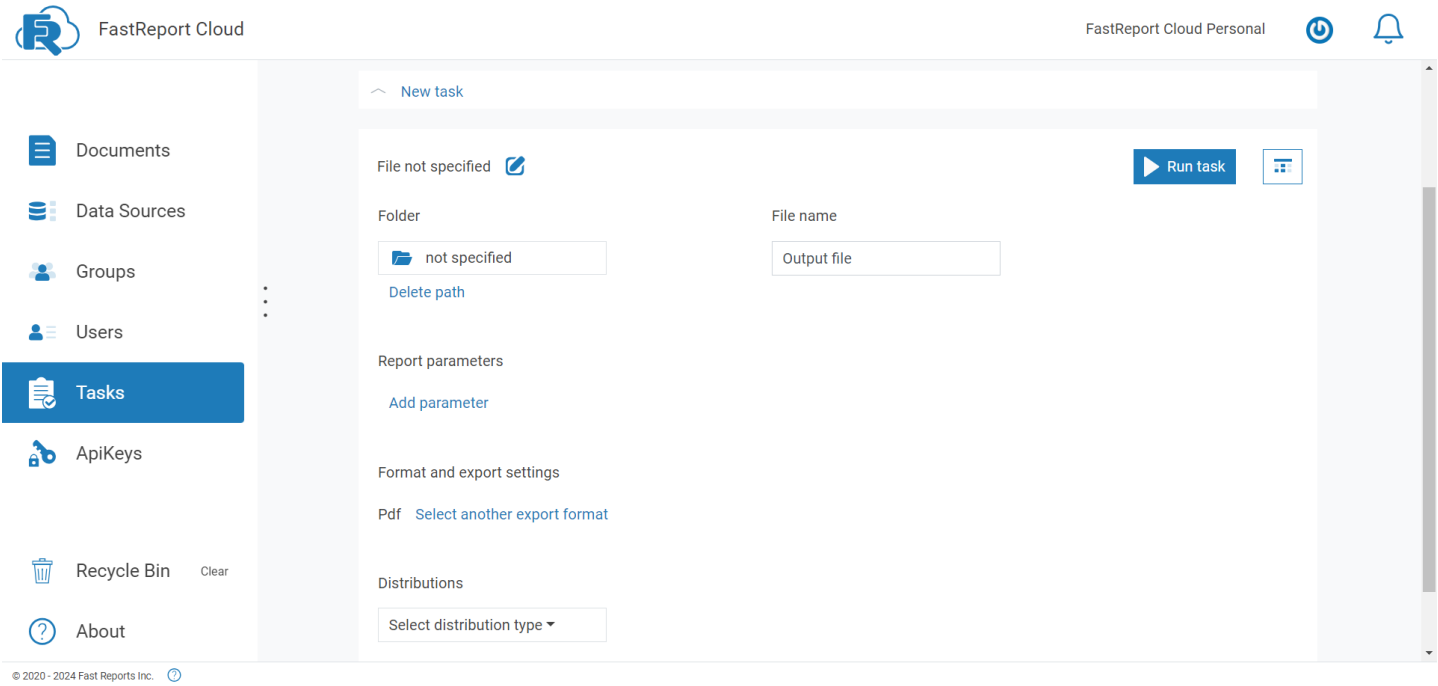 FastReport Cloud
FastReport Cloud Personal
New task
Documents
Data Sources
Groups
Users
Tasks
ApiKeys
Recycle Bin Clear
About
File not specified
Run task
Folder
File name
not specified
Output file
Delete path
Report parameters
Add parameter
Format and export settings
Pdf Select another export format
Distributions
Select distribution type
© 2020 - 2024 Fast Reports Inc. ?